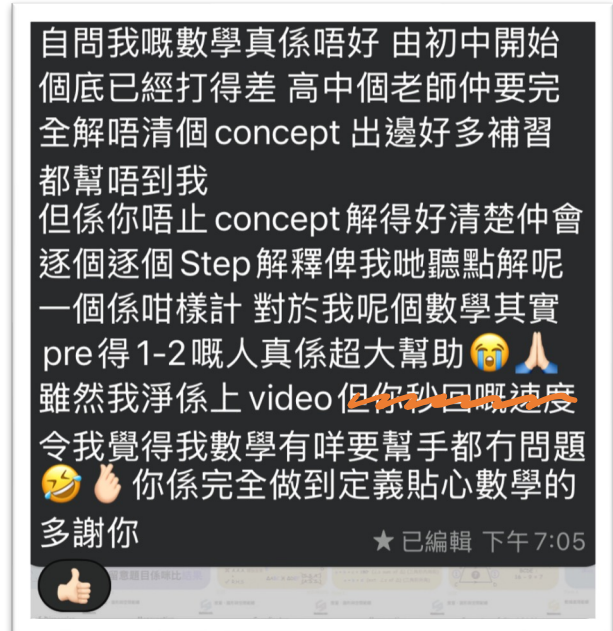 自問我嘅數學真係唔好 由初中開始
個底已經打得差 高中個老師仲要完
全解唔清個 concept 出邊好多補習
都幫唔到我
但係你唔止 concept 解得好清楚仲會
逐個逐個 Step 解釋俾我哋聽點解呢
一個係咁樣計 對於我呢個數學其實
pre 得 1-2 嘅人真係超大幫助😭🙏🏻
雖然我淨係上 video 但你秒回嘅速度
令我覺得我數學有咩要幫手都冇問題
🤣🫰🏻 你係完全做到定義貼心數學的
多謝你
★ 已編輯 下午 7:05
👍🏻